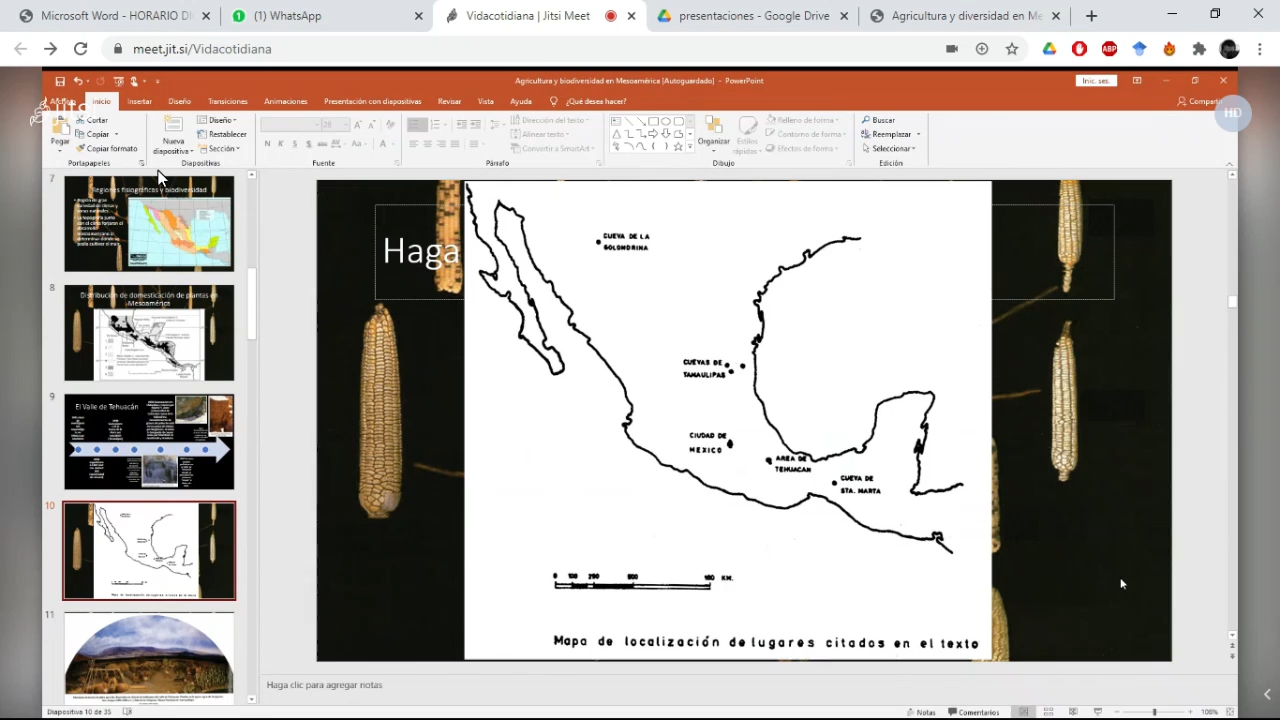 Microsoft Word - HORARIO DI
(1) WhatsApp
Vidacotidiana | Jitsi Meet
presentaciones - Google Drive
Agricultura y diversidad en Me
meet.jit.si/Vidacotidiana
ABP
Agricultura y biodiversidad en Mesoamérica [Autoguardado] - PowerPoint
Inic. ses.
Inicio
Insertar
Diseño
Transiciones
Animaciones
Presentación con diapositivas
Revisar
Vista
Ayuda
¿Qué desea hacer?
jitsi
HD
Pegar
Cortar
Copiar
Copiar formato
Portapapeles
Nueva
diapositiva
Diseño
Restablecer
Sección
Diapositivas
Fuente
Dirección del texto
Alinear texto
Convertir a SmartArt
Párrafo
Organizar
Estilos
rápidos
Relleno de forma
Contorno de forma
Efectos de forma
Dibujo
Buscar
Reemplazar
Seleccionar
Edición
7
Regiones fisiográficas y biodiversidad
8
Distribución de domesticación de plantas en
Mesoamérica
9
El Valle de Tehuacán
10
11
Haga
CUEVA DE LA
GOLONDRINA
CUEVAS DE
TAMAULIPAS
CIUDAD DE
MEXICO
AREA DE
TEHUACAN
CUEVA DE
STA. MARTA
KM.
Mapa de localización de lugares citados en el texto
Haga clic para agregar notas
Diapositiva 10 de 35
Notas
Comentarios
100%